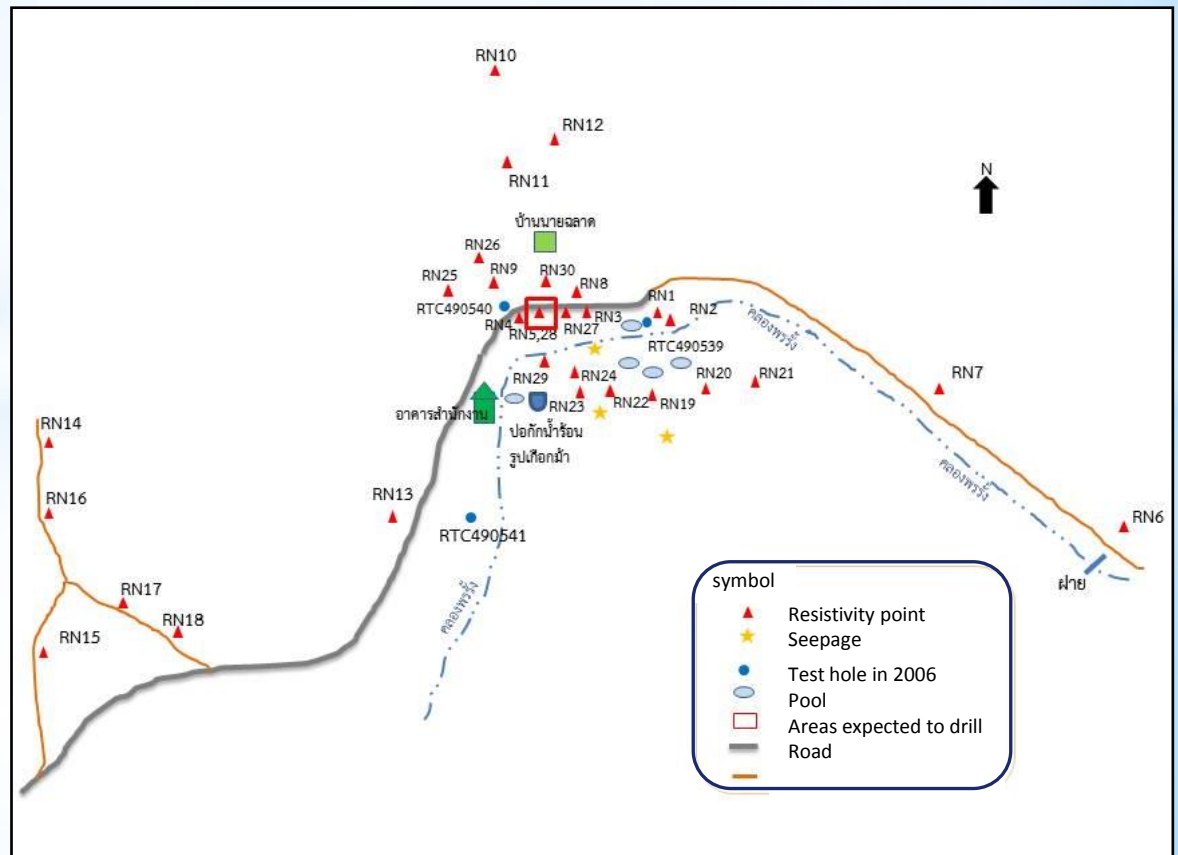 RN10
RN12
RN11
N
บ้านนายฉลาด
RN26
RN9
RN30
RN25
RN8
RTC490540
RN4
RN5,28
RN27
RN3
RN1
RN2
คลองพรรั้ง
RTC490539
RN29
RN24
RN20
RN21
RN7
RN23
RN22
RN19
อาคารสำนักงาน
ปอกักน้ำร้อน
รูปเกือกม้า
RN14
RN16
RN13
RTC490541
คลองพรรั้ง
RN6
ฝาย
RN17
RN18
RN15
คลองพรรั้ง
symbol
Resistivity point
Seepage
Test hole in 2006
Pool
Areas expected to drill
Road